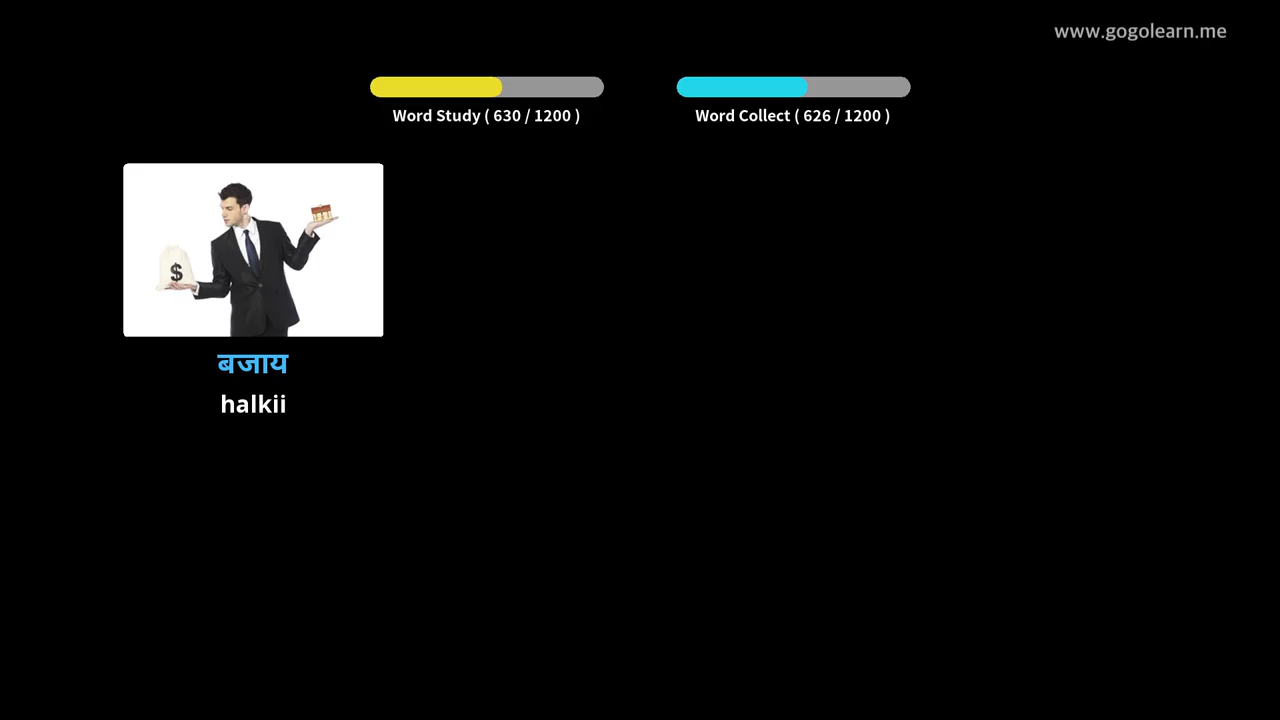 www.gogolearn.me
Word Study ( 630 / 1200 )
Word Collect ( 626 / 1200 )
$
बजाय
halkii